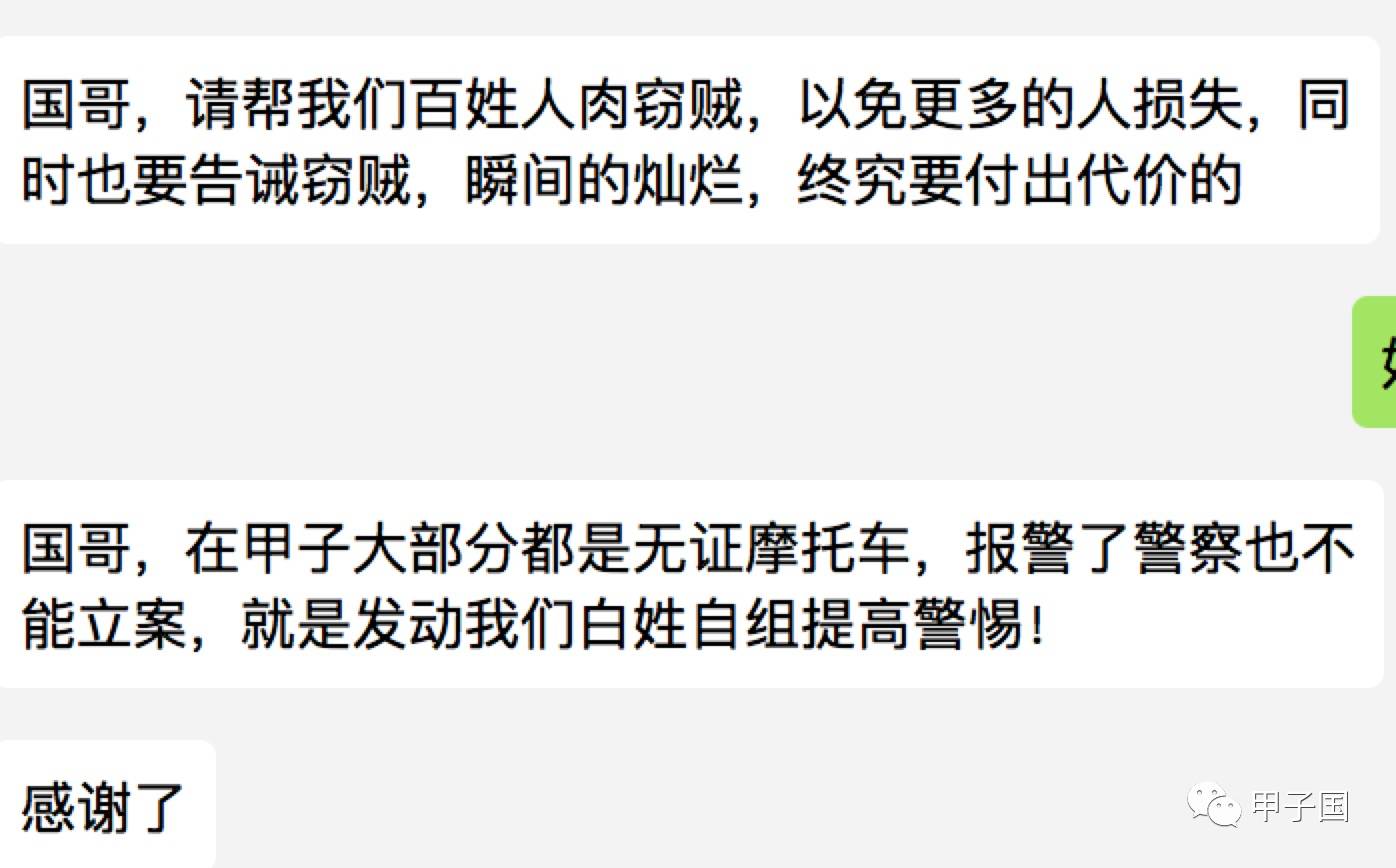 国哥，请帮我们百姓人肉窃贼，以免更多的人损失，同
时也要告诫窃贼，瞬间的灿烂，终究要付出代价的
国哥，在甲子大部分都是无证摩托车，报警了警察也不
能立案，就是发动我们白姓自组提高警惕！
感谢了
甲子国